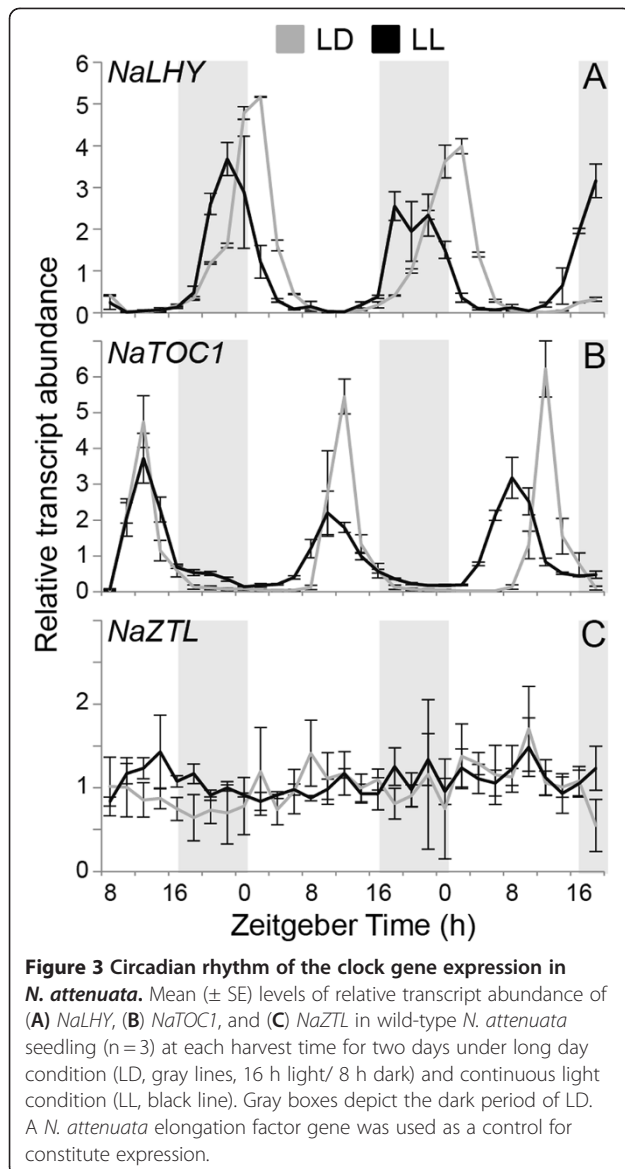 LD LL
NaLHY A
6
5
4
3
2
1
0
NaTOC1 B
6
5
4
3
2
1
0
NaZTL C
2
1
0
Relative transcript abundance
8 16 0 8 16 0 8 16
Zeitgeber Time (h)
Figure 3 Circadian rhythm of the clock gene expression in
N. attenuata. Mean (± SE) levels of relative transcript abundance of
(A) NaLHY, (B) NaTOC1, and (C) NaZTL in wild-type N. attenuata
seedling (n = 3) at each harvest time for two days under long day
condition (LD, gray lines, 16 h light/ 8 h dark) and continuous light
condition (LL, black line). Gray boxes depict the dark period of LD.
A N. attenuata elongation factor gene was used as a control for
constitute expression.